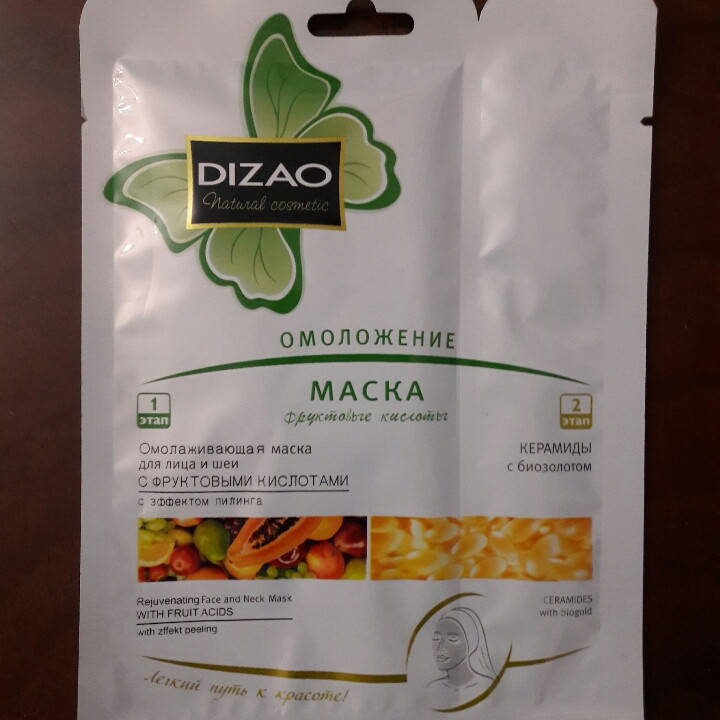 DIZAO
Natural cosmetic
ОМОЛОЖЕНИЕ
МАСКА
фруктовые кислоты
1
этап
2
этап
Омолаживающая маска
для лица и шеи
С ФРУКТОВЫМИ КИСЛОТАМИ
с эффектом пилинга
КЕРАМИДЫ
с биозолотом
Rejuvenating Face and Neck Mask
WITH FRUIT ACIDS
with zffekt peeling
CERAMIDES
with biogold
Легкий путь к красоте!